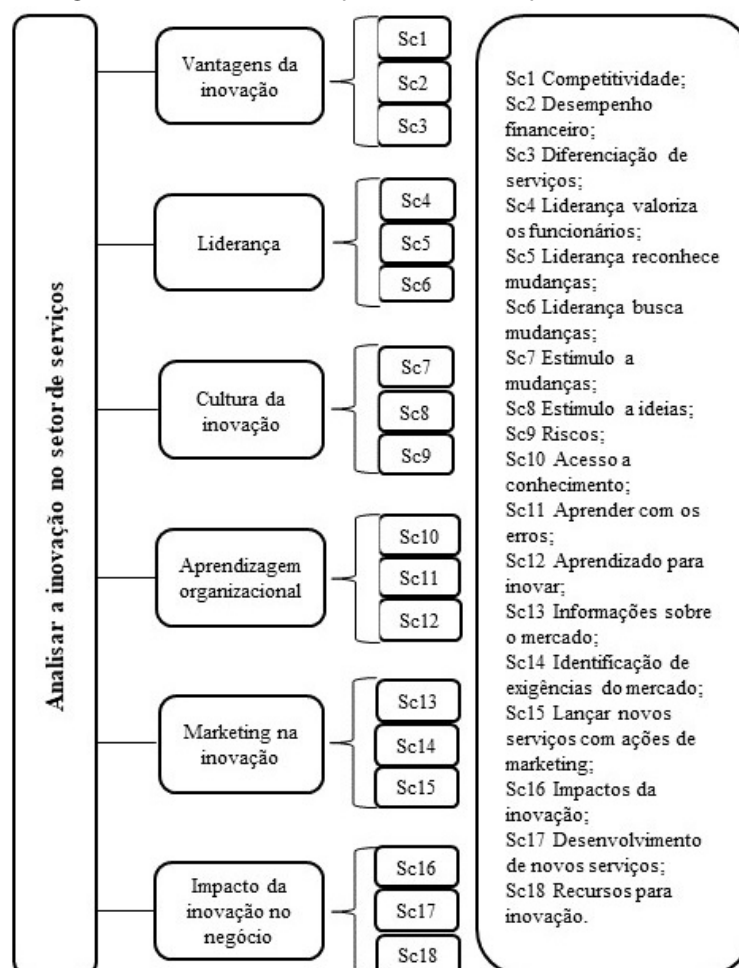 Analisar a inovação no setor de serviços
Vantagens da
inovação
Sc1
Sc2
Sc3
Liderança
Sc4
Sc5
Sc6
Cultura da
inovação
Sc7
Sc8
Sc9
Aprendizagem
organizacional
Sc10
Sc11
Sc12
Marketing na
inovação
Sc13
Sc14
Sc15
Impacto da
inovação no
negócio
Sc16
Sc17
Sc18
Sc1 Competitividade;
Sc2 Desempenho
financeiro;
Sc3 Diferenciação de
serviços;
Sc4 Liderança valoriza
os funcionários;
Sc5 Liderança reconhece
mudanças;
Sc6 Liderança busca
mudanças;
Sc7 Estímulo a
mudanças;
Sc8 Estímulo a ideias;
Sc9 Riscos;
Sc10 Acesso a
conhecimento;
Sc11 Aprender com os
erros;
Sc12 Aprendizado para
inovar;
Sc13 Informações sobre
o mercado;
Sc14 Identificação de
exigências do mercado;
Sc15 Lançar novos
serviços com ações de
marketing;
Sc16 Impactos da
inovação;
Sc17 Desenvolvimento
de novos serviços;
Sc18 Recursos para
inovação.